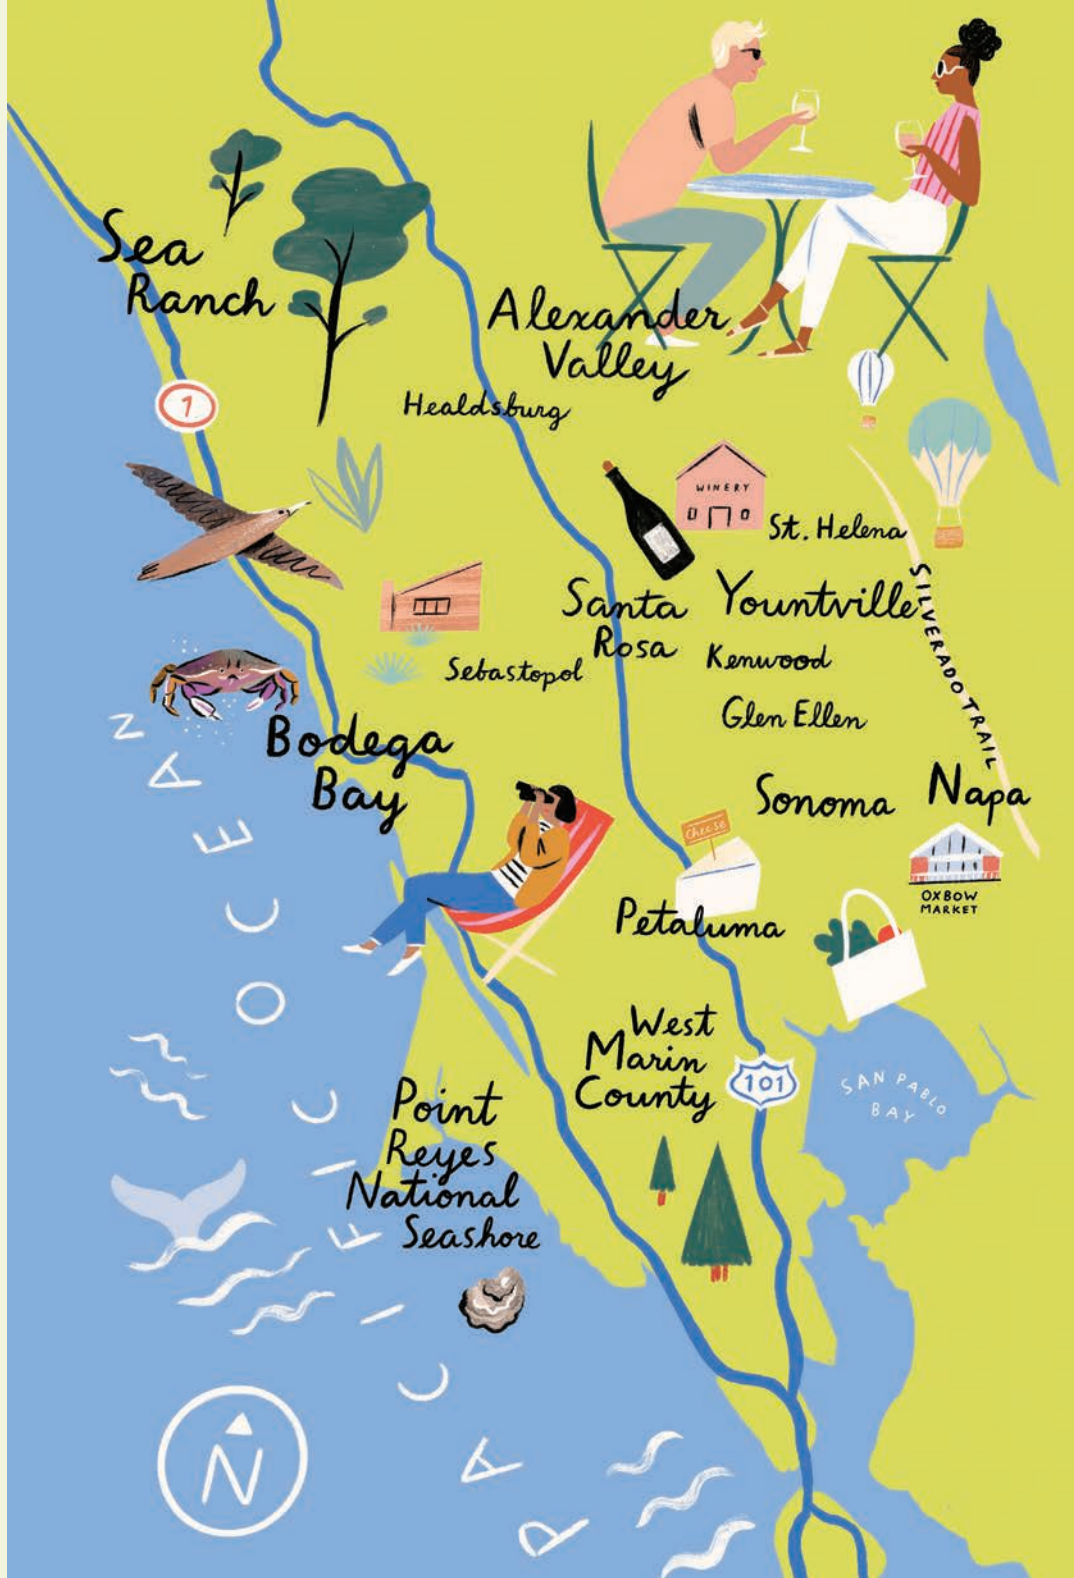 Sea
Ranch
Alexander
Valley
Healdsburg
1
WINERY
St. Helena
SILVERADO TRAIL
Santa
Rosa
Yountville
Kenwood
Sebastopol
Glen Ellen
Bodega
Bay
Sonoma
Napa
cheese
OXBOW
MARKET
Petaluma
West
Marin
County
101
SAN PABLO
BAY
Point
Reyes
National
Seashore
PACIFIC OCEAN
N